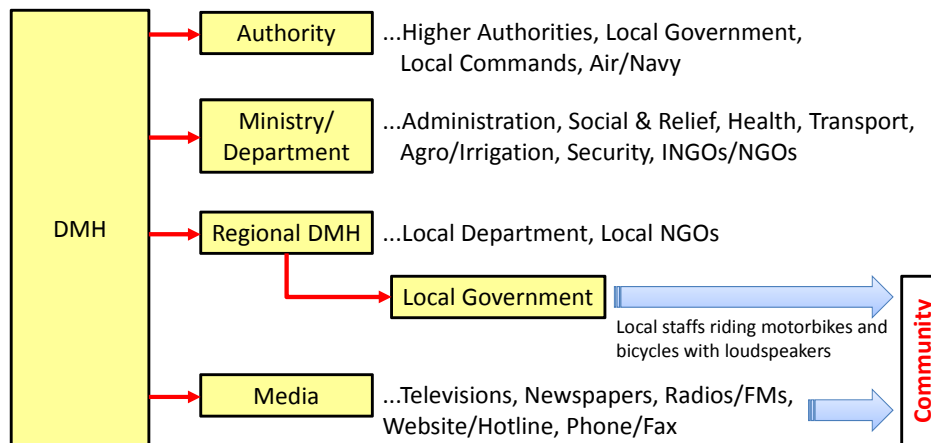 DMH
Authority
...Higher Authorities, Local Government,
Local Commands, Air/Navy
Ministry/
Department
...Administration, Social & Relief, Health, Transport,
Agro/Irrigation, Security, INGOs/NGOs
Regional DMH
...Local Department, Local NGOs
Local Government
Local staffs riding motorbikes and
bicycles with loudspeakers
Community
Media
...Televisions, Newspapers, Radios/FMs,
Website/Hotline, Phone/Fax